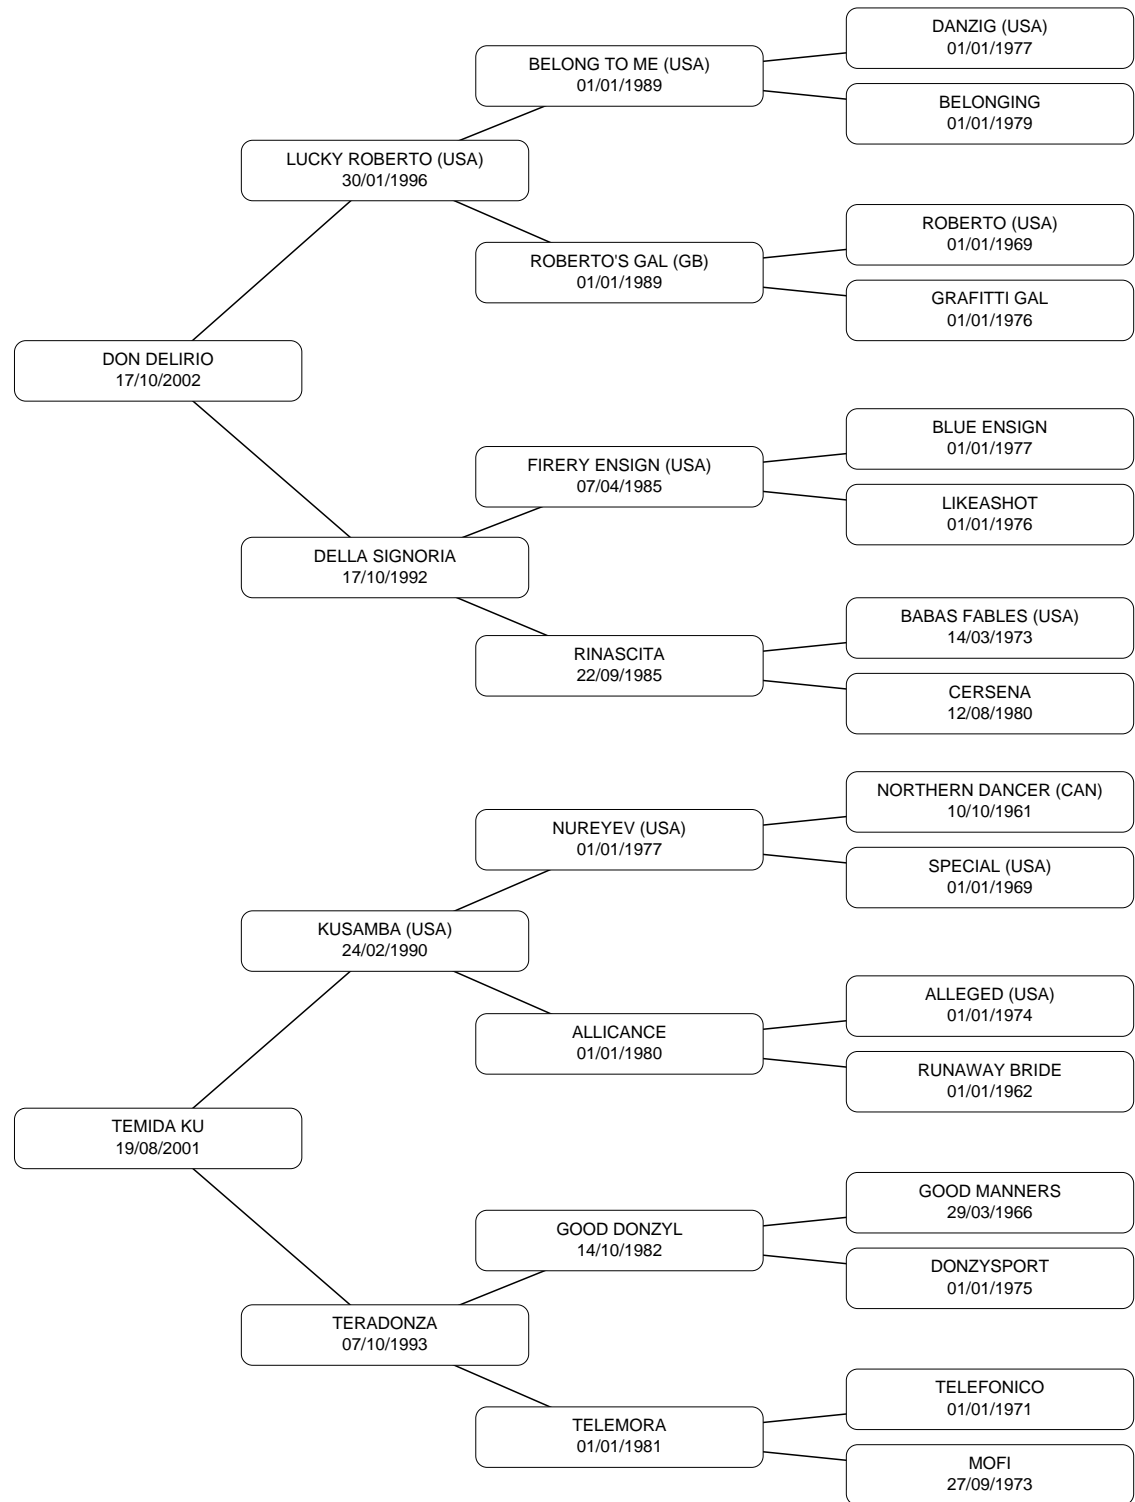 DANZIG (USA)
01/01/1977
BELONG TO ME (USA)
01/01/1989
BELONGING
01/01/1979
LUCKY ROBERTO (USA)
30/01/1996
ROBERTO (USA)
01/01/1969
ROBERTO'S GAL (GB)
01/01/1989
GRAFITTI GAL
01/01/1976
DON DELIRIO
17/10/2002
BLUE ENSIGN
01/01/1977
FIRERY ENSIGN (USA)
07/04/1985
LIKEASHOT
01/01/1976
DELLA SIGNORIA
17/10/1992
BABAS FABLES (USA)
14/03/1973
RINASCITA
22/09/1985
CERSENA
12/08/1980
NORTHERN DANCER (CAN)
10/10/1961
NUREYEV (USA)
01/01/1977
SPECIAL (USA)
01/01/1969
KUSAMBA (USA)
24/02/1990
ALLEGED (USA)
01/01/1974
ALLICANCE
01/01/1980
RUNAWAY BRIDE
01/01/1962
TEMIDA KU
19/08/2001
GOOD MANNERS
29/03/1966
GOOD DONZYL
14/10/1982
DONZYSPORT
01/01/1975
TERADONZA
07/10/1993
TELEFONICO
01/01/1971
TELEMORA
01/01/1981
MOFI
27/09/1973